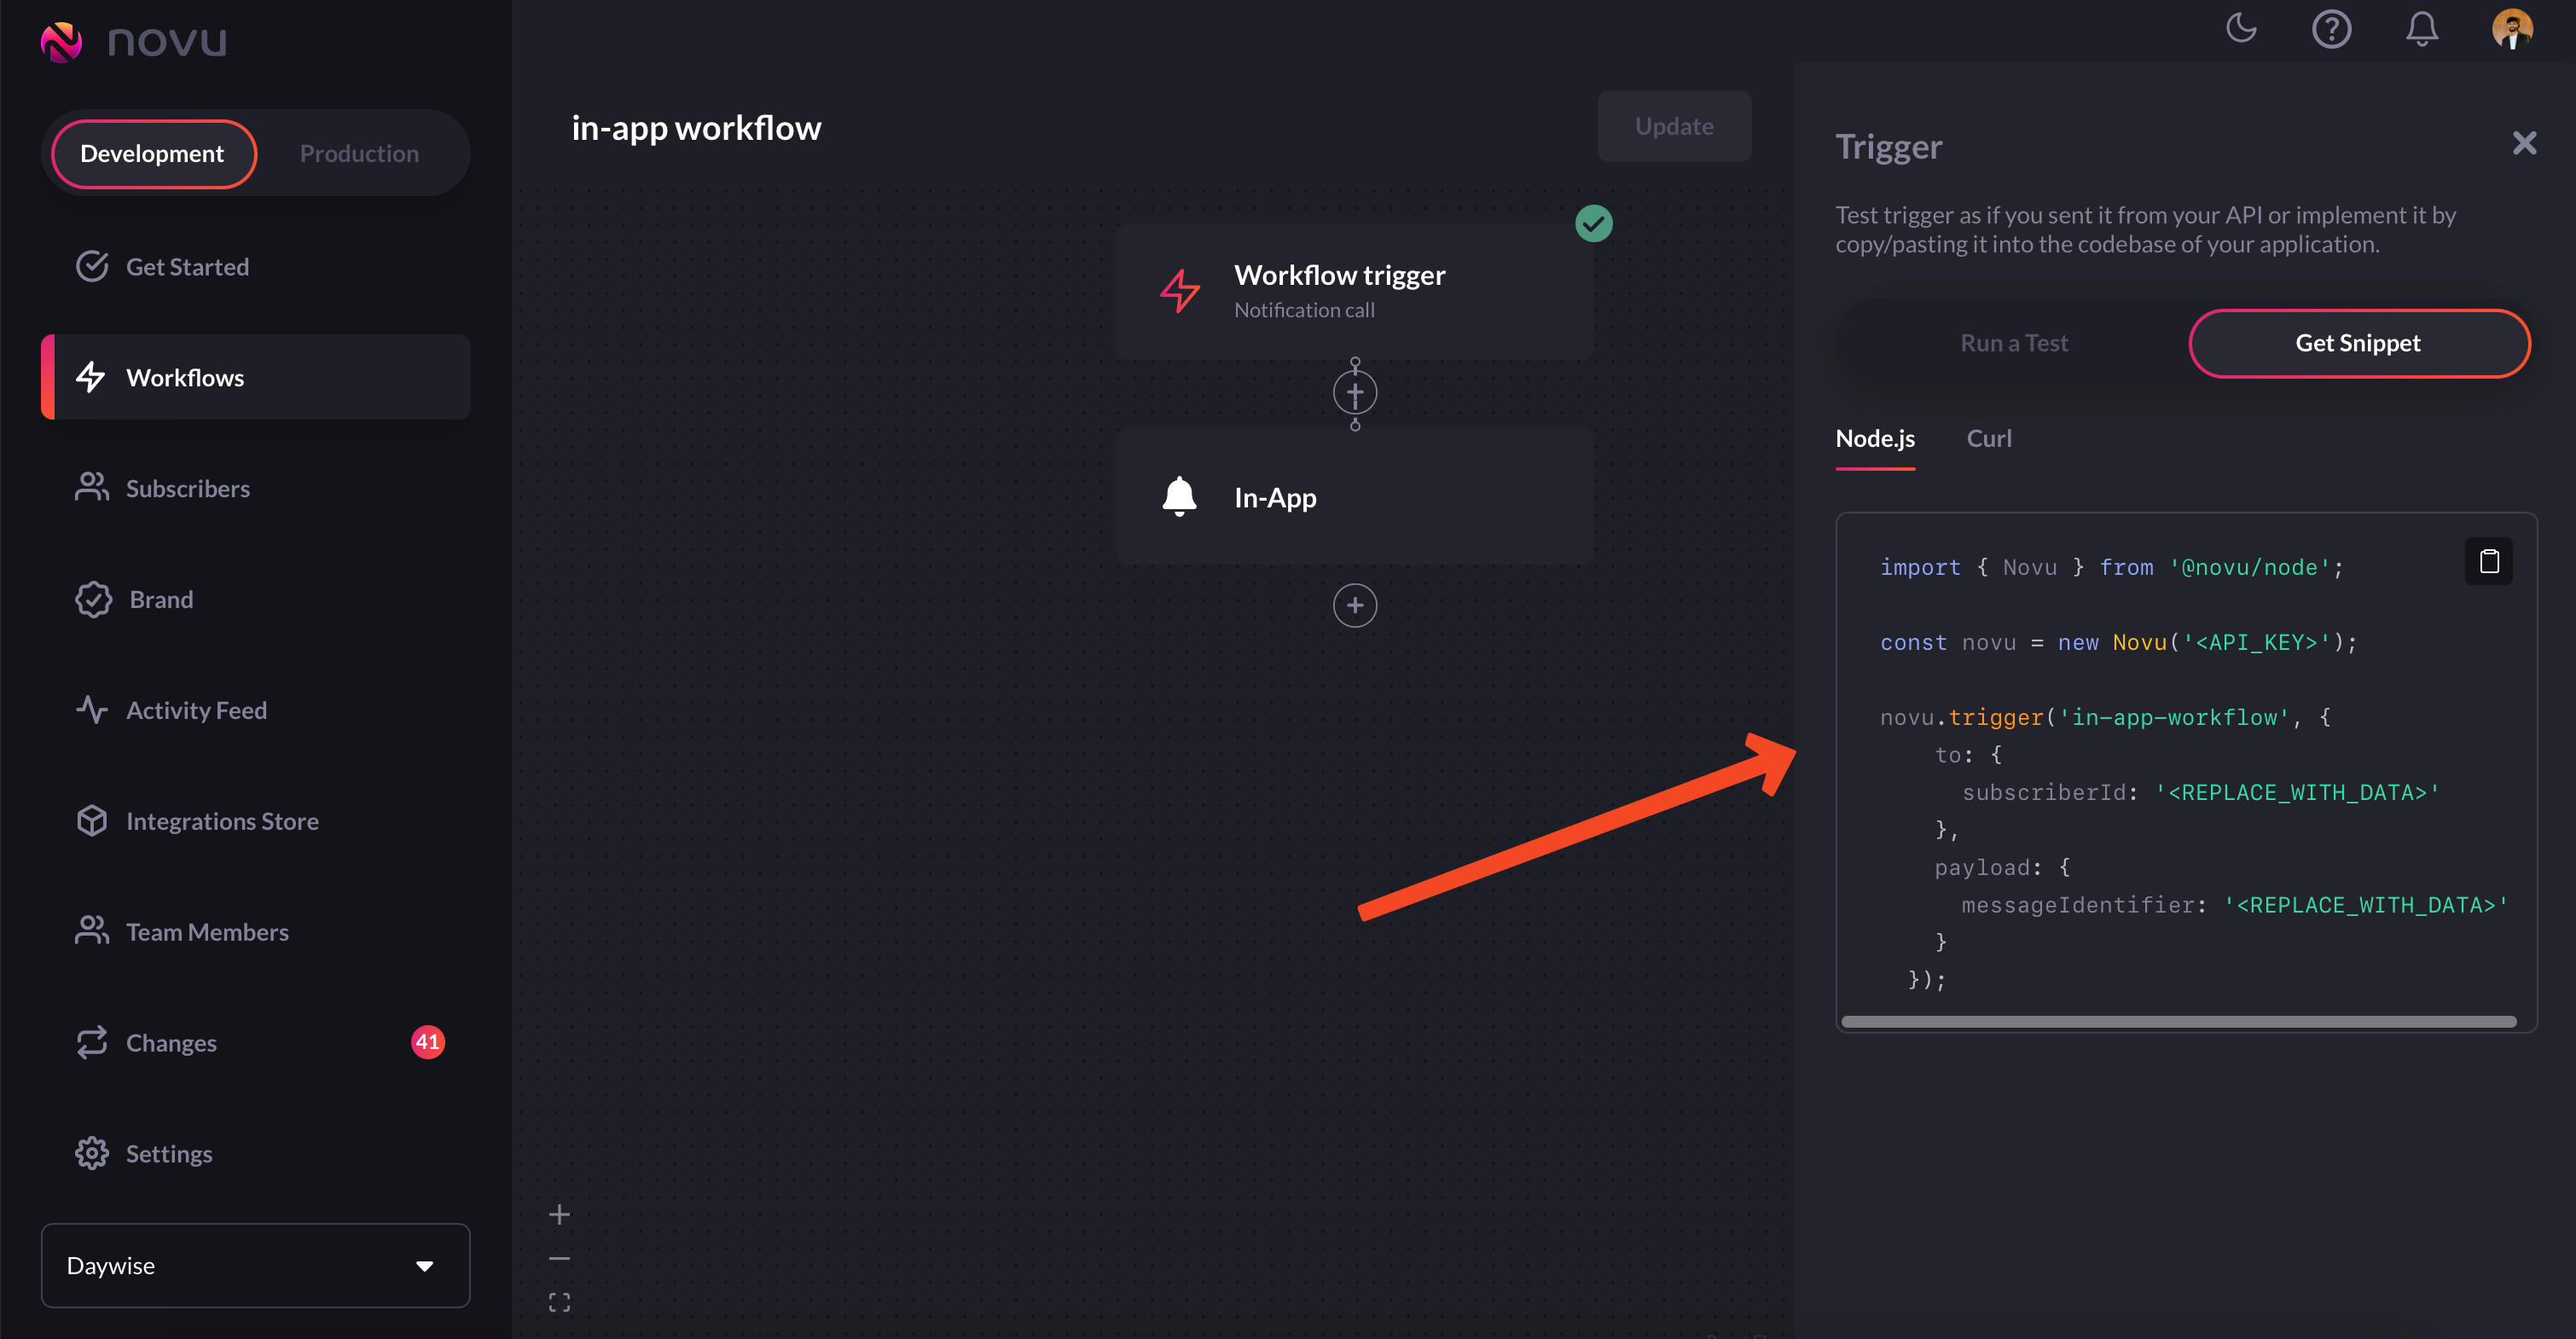 novu
Development
Production
Get Started
Workflows
Subscribers
Brand
Activity Feed
Integrations Store
Team Members
Changes
41
Settings
Daywise
in-app workflow
Update
Workflow trigger
Notification call
In-App
Trigger
Test trigger as if you sent it from your API or implement it by
copy/pasting it into the codebase of your application.
Run a Test
Get Snippet
Node.js
Curl
import { Novu } from '@novu/node';
const novu = new Novu('<API_KEY>');
novu.trigger('in-app-workflow', {
to: {
subscriberId: '<REPLACE_WITH_DATA>'
},
payload: {
messageIdentifier: '<REPLACE_WITH_DATA>'
}
});